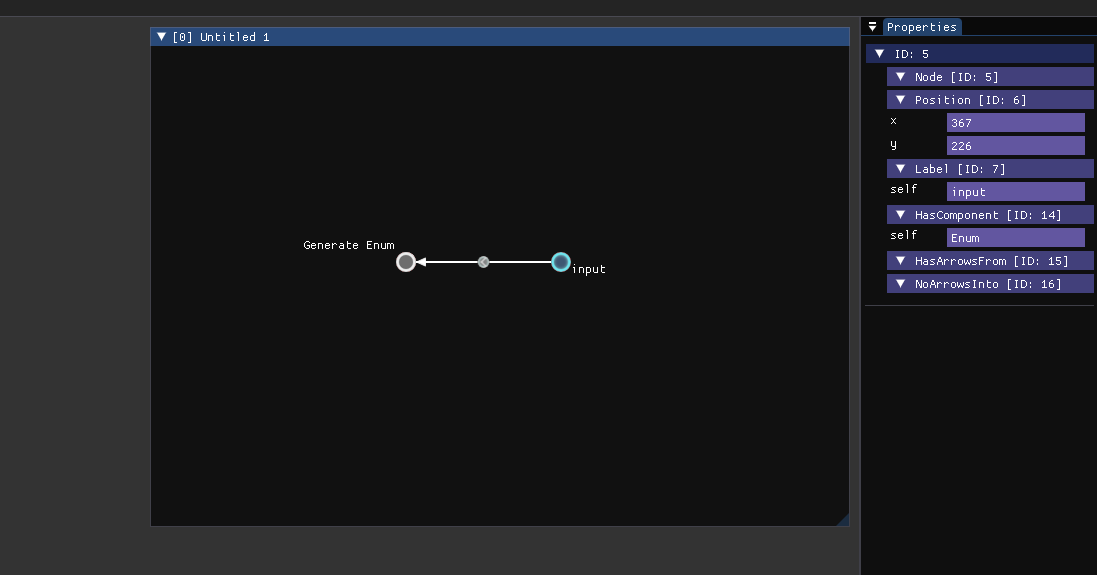 [0] Untitled 1
Generate Enum
input
Properties
ID: 5
Node [ID: 5]
Position [ID: 6]
x 367
y 226
Label [ID: 7]
self input
HasComponent [ID: 14]
self Enum
HasArrowsFrom [ID: 15]
NoArrowsInto [ID: 16]